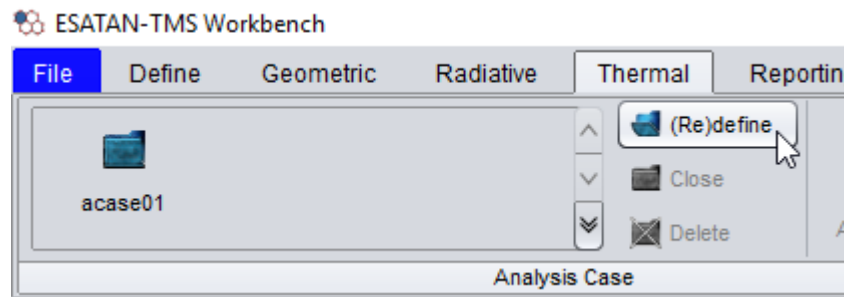 ESATAN-TMS Workbench
File Define Geometric Radiative Thermal
(Re)define
acase01
Close
Delete
Analysis Case